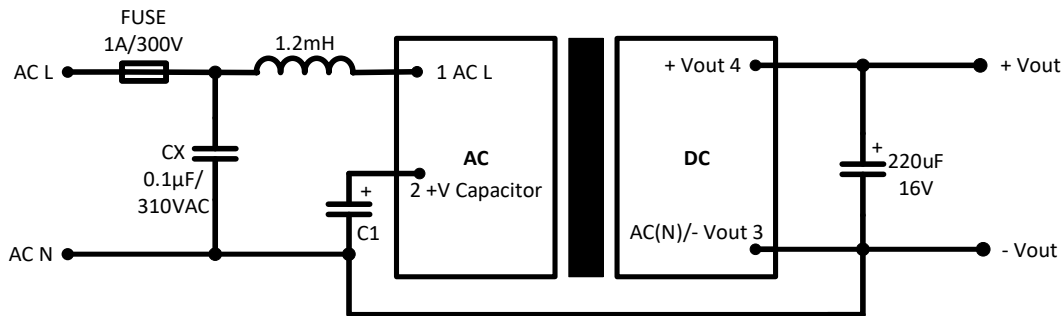 FUSE
1A/300V
1.2mH
AC L
1 AC L
+ Vout 4
+ Vout
CX
0.1µF/
310VAC
AC
DC
+
220uF
16V
2 +V Capacitor
+
C1
AC(N)/- Vout 3
AC N
- Vout